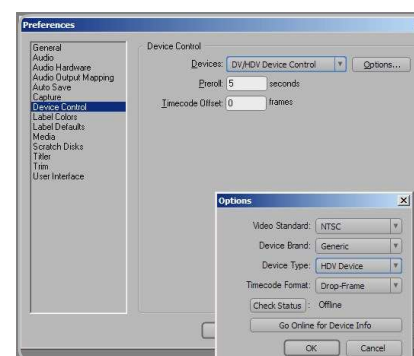 Preferences
General
Audio
Audio Hardware
Audio Output Mapping
Auto Save
Capture
Device Control
Label Colors
Label Defaults
Media
Scratch Disks
Titler
Trim
User Interface
Device Control
Devices: DV/HDV Device Control Options...
Preroll: 5 seconds
Timecode Offset: 0 frames
Options X
Video Standard: NTSC
Device Brand: Generic
Device Type: HDV Device
Timecode Format: Drop-Frame
Check Status : Offline
Go Online for Device Info
OK Cancel